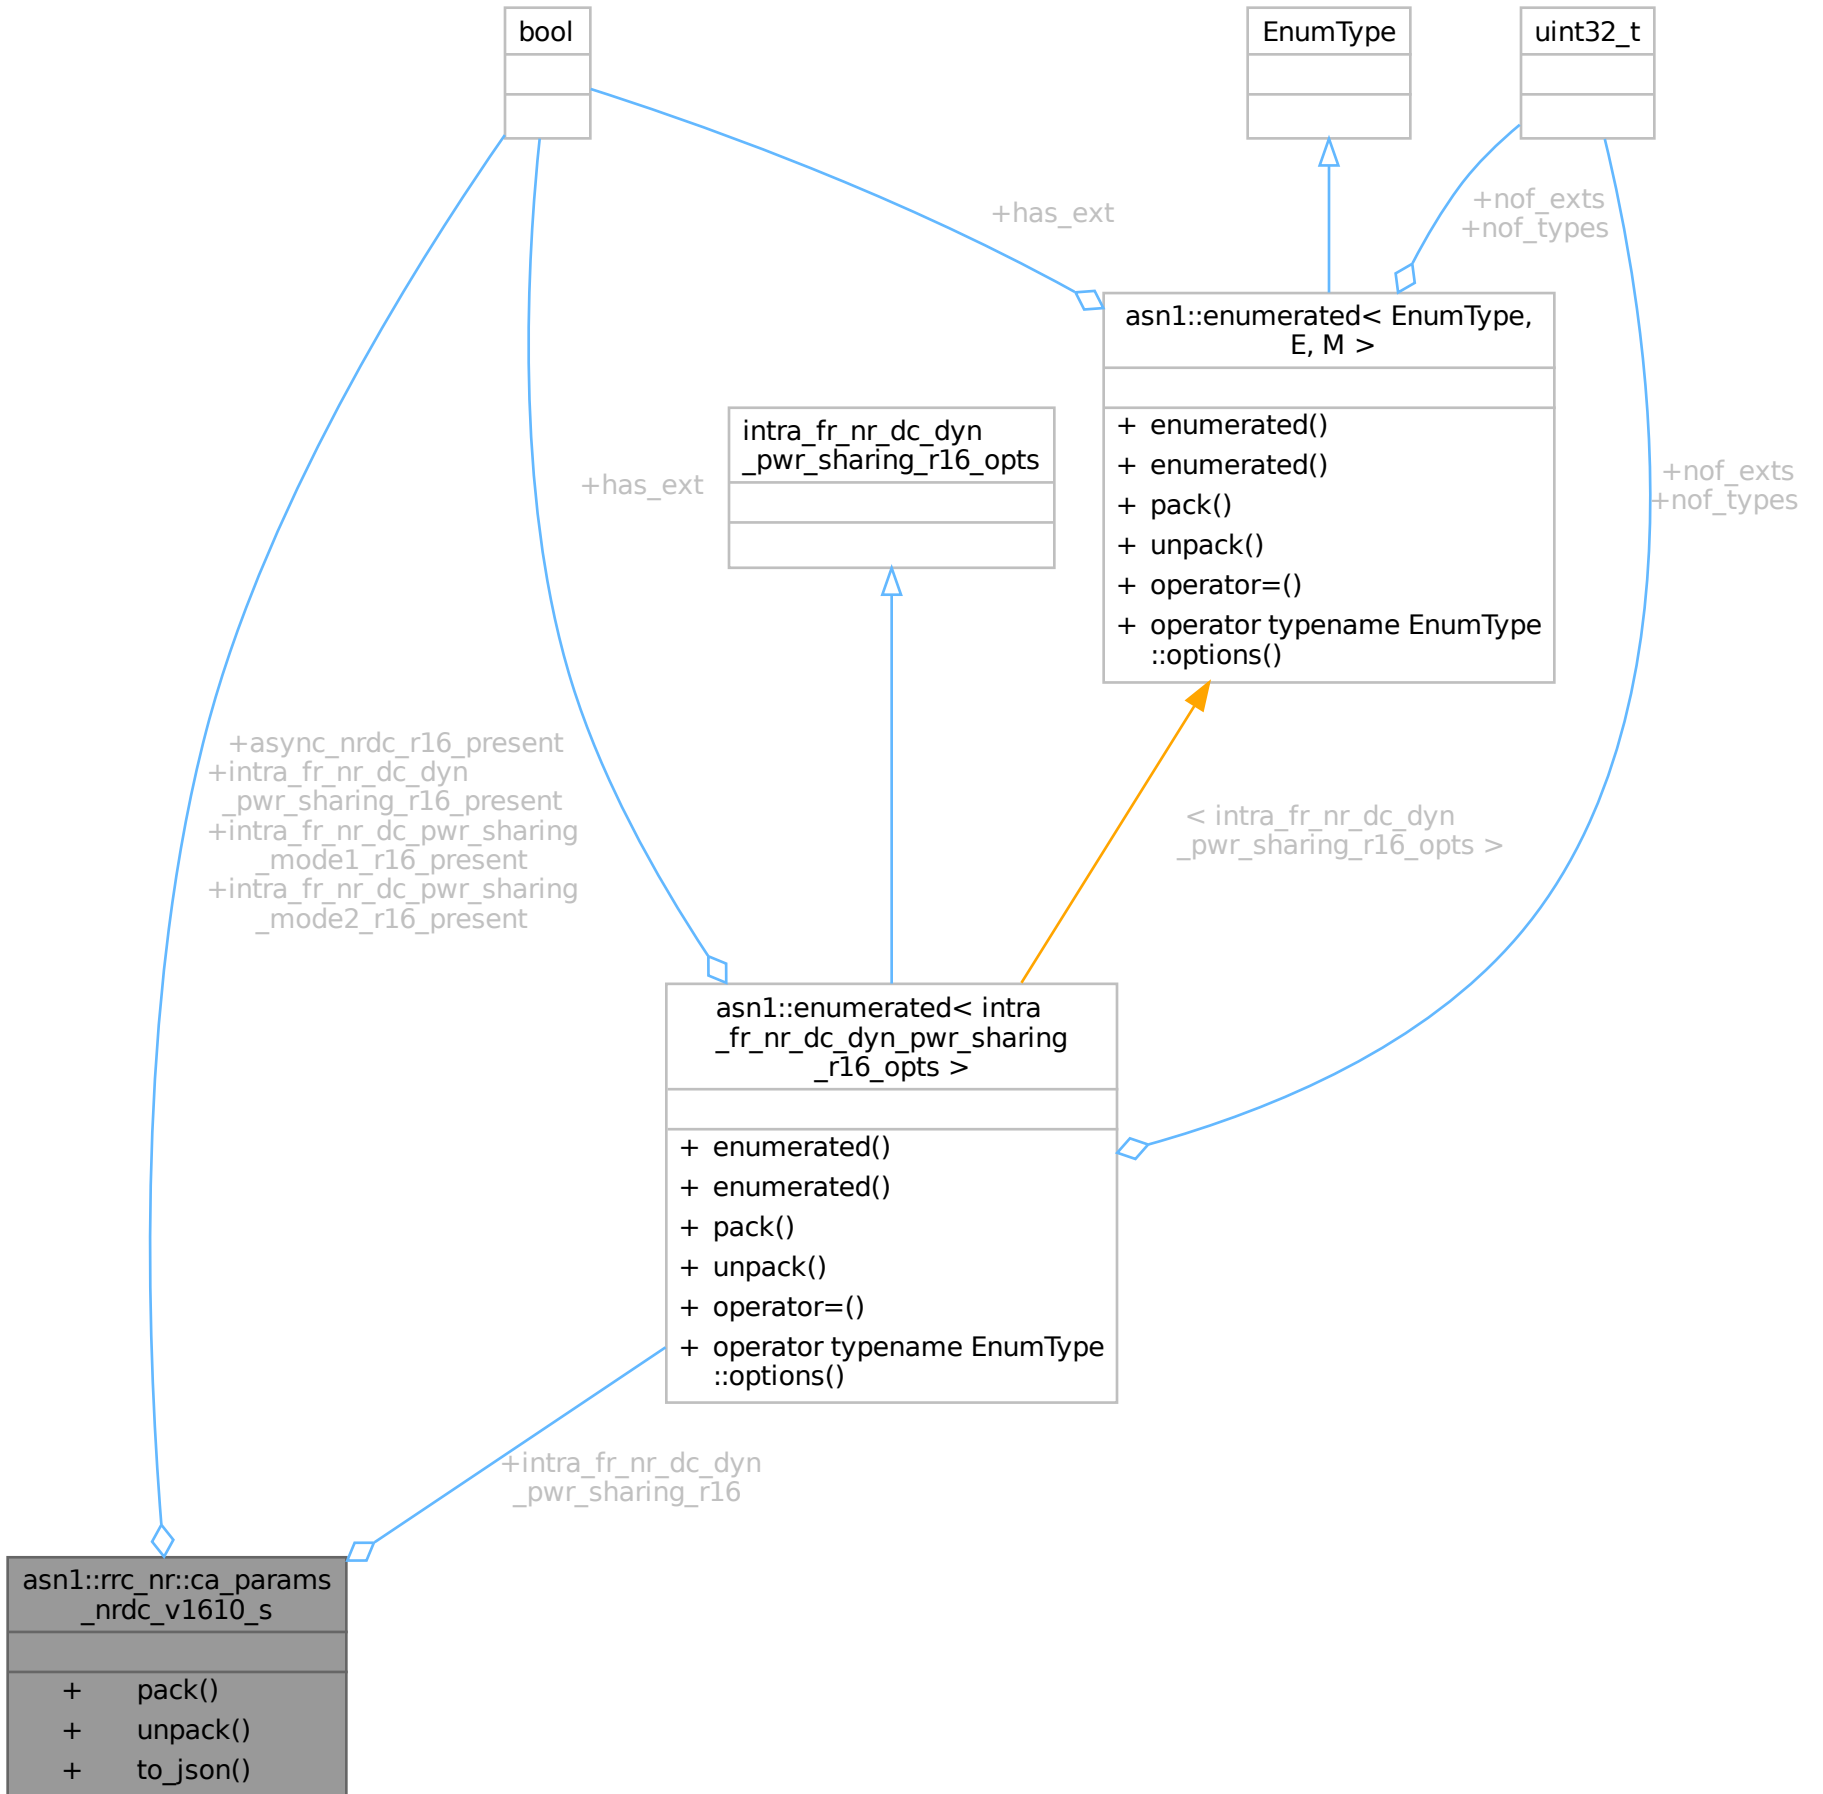 bool
EnumType
uint32_t
+has_ext
+nof_exts
+nof_types
asn1::enumerated< EnumType,
E, M >
+ enumerated()
+ enumerated()
+ pack()
+ unpack()
+ operator=()
+ operator typename EnumType
::options()
intra_fr_nr_dc_dyn
_pwr_sharing_r16_opts
+has_ext
+nof_exts
+nof_types
+async_nrdc_r16_present
+intra_fr_nr_dc_dyn
_pwr_sharing_r16_present
+intra_fr_nr_dc_pwr_sharing
_mode1_r16_present
+intra_fr_nr_dc_pwr_sharing
_mode2_r16_present
< intra_fr_nr_dc_dyn
_pwr_sharing_r16_opts >
asn1::enumerated< intra
_fr_nr_dc_dyn_pwr_sharing
_r16_opts >
+ enumerated()
+ enumerated()
+ pack()
+ unpack()
+ operator=()
+ operator typename EnumType
::options()
+intra_fr_nr_dc_dyn
_pwr_sharing_r16
asn1::rrc_nr::ca_params
_nrdc_v1610_s
+ pack()
+ unpack()
+ to_json()